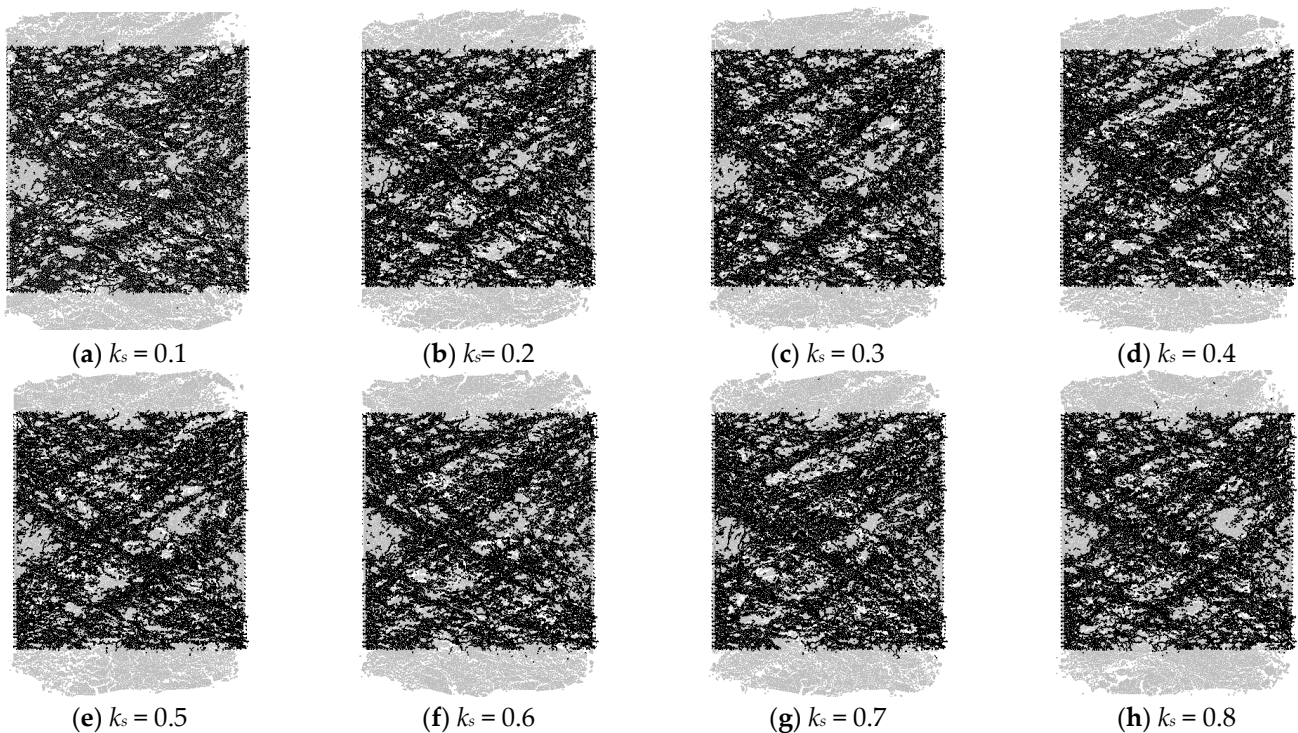 (a) kₛ = 0.1
(b) kₛ= 0.2
(c) kₛ = 0.3
(d) kₛ = 0.4
(e) kₛ = 0.5
(f) kₛ = 0.6
(g) kₛ = 0.7
(h) kₛ = 0.8